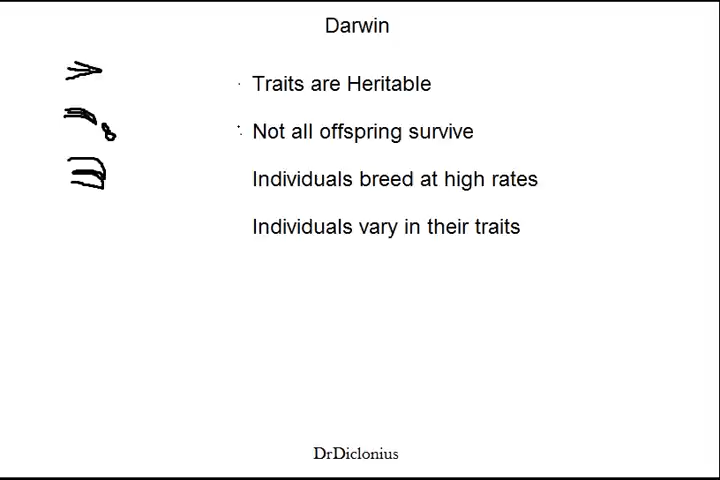 Darwin
Traits are Heritable
Not all offspring survive
Individuals breed at high rates
Individuals vary in their traits
DrDiclonius